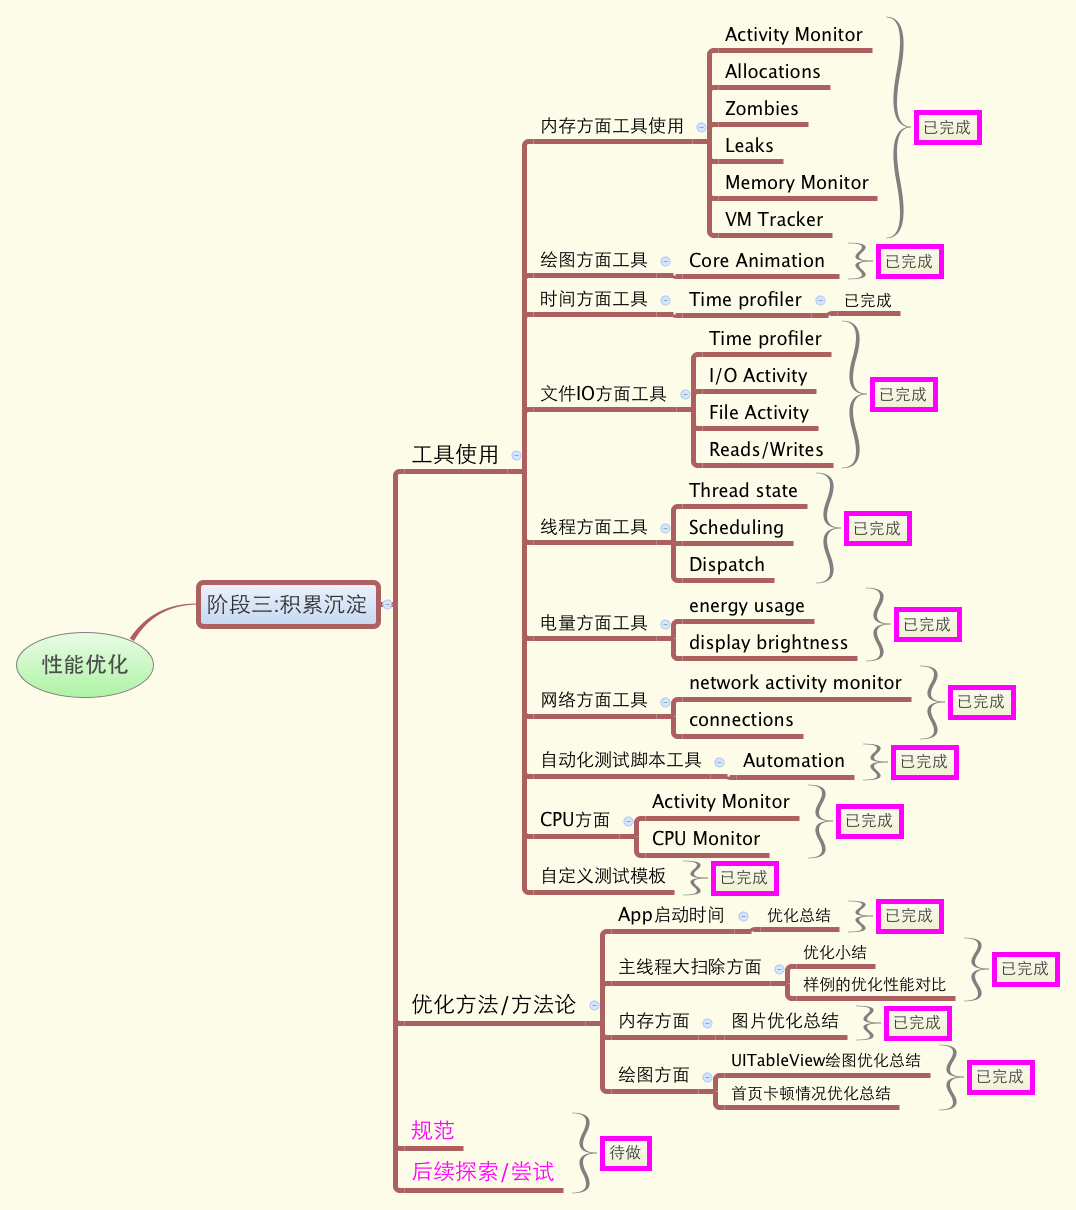 性能优化
阶段三:积累沉淀
工具使用
内存方面工具使用
Activity Monitor
Allocations
Zombies
Leaks
Memory Monitor
VM Tracker
已完成
绘图方面工具
Core Animation
已完成
时间方面工具
Time profiler
已完成
文件IO方面工具
Time profiler
I/O Activity
File Activity
Reads/Writes
已完成
线程方面工具
Thread state
Scheduling
Dispatch
已完成
电量方面工具
energy usage
display brightness
已完成
网络方面工具
network activity monitor
connections
已完成
自动化测试脚本工具
Automation
已完成
CPU方面
Activity Monitor
CPU Monitor
已完成
自定义测试模板
已完成
优化方法/方法论
App启动时间
优化总结
已完成
主线程大扫除方面
优化小结
样例的优化性能对比
已完成
内存方面
图片优化总结
已完成
绘图方面
UITableView绘图优化总结
首页卡顿情况优化总结
已完成
规范
后续探索/尝试
待做